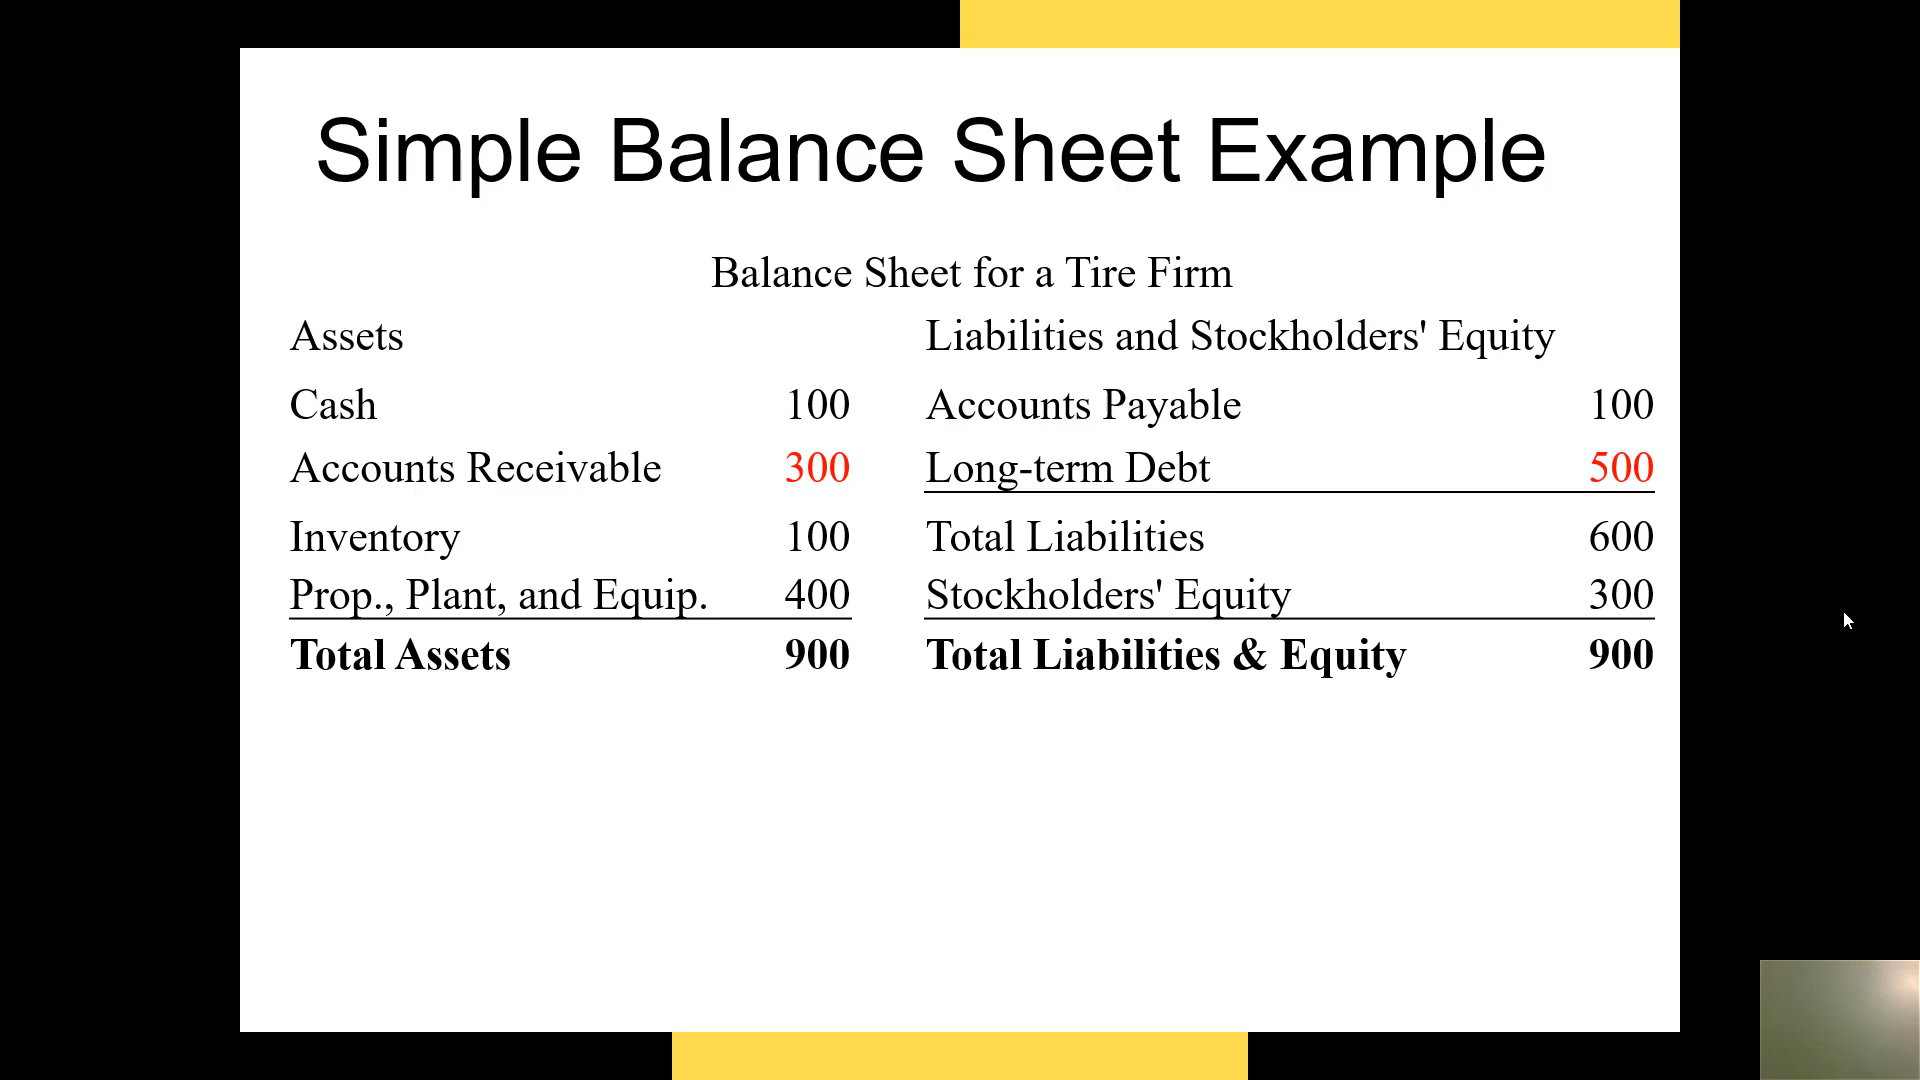 Simple Balance Sheet Example
Balance Sheet for a Tire Firm
Assets Liabilities and Stockholders' Equity
Cash 100 Accounts Payable 100
Accounts Receivable 300 Long-term Debt 500
Inventory 100 Total Liabilities 600
Prop., Plant, and Equip. 400 Stockholders' Equity 300
Total Assets 900 Total Liabilities & Equity 900